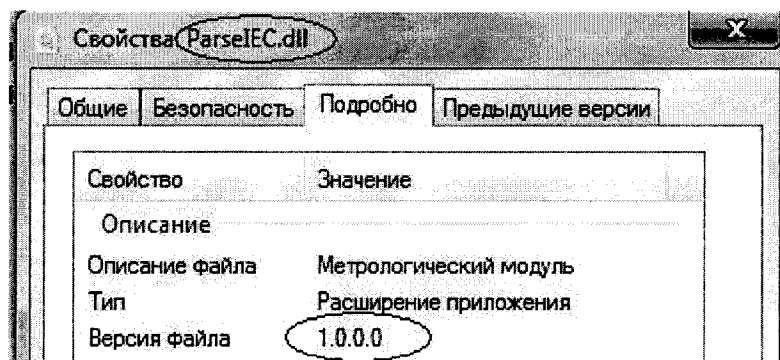 Свойства: ParseIEC.dll
Общие Безопасность Подробно Предыдущие версии
Свойство Значение
Описание
Описание файла Метрологический модуль
Тип Расширение приложения
Версия файла 1.0.0.0